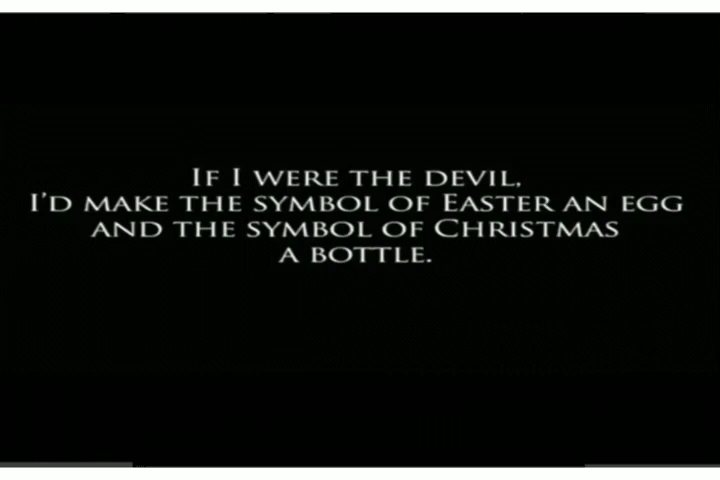 If I were the devil,
I'd make the symbol of Easter an egg
and the symbol of Christmas
a bottle.